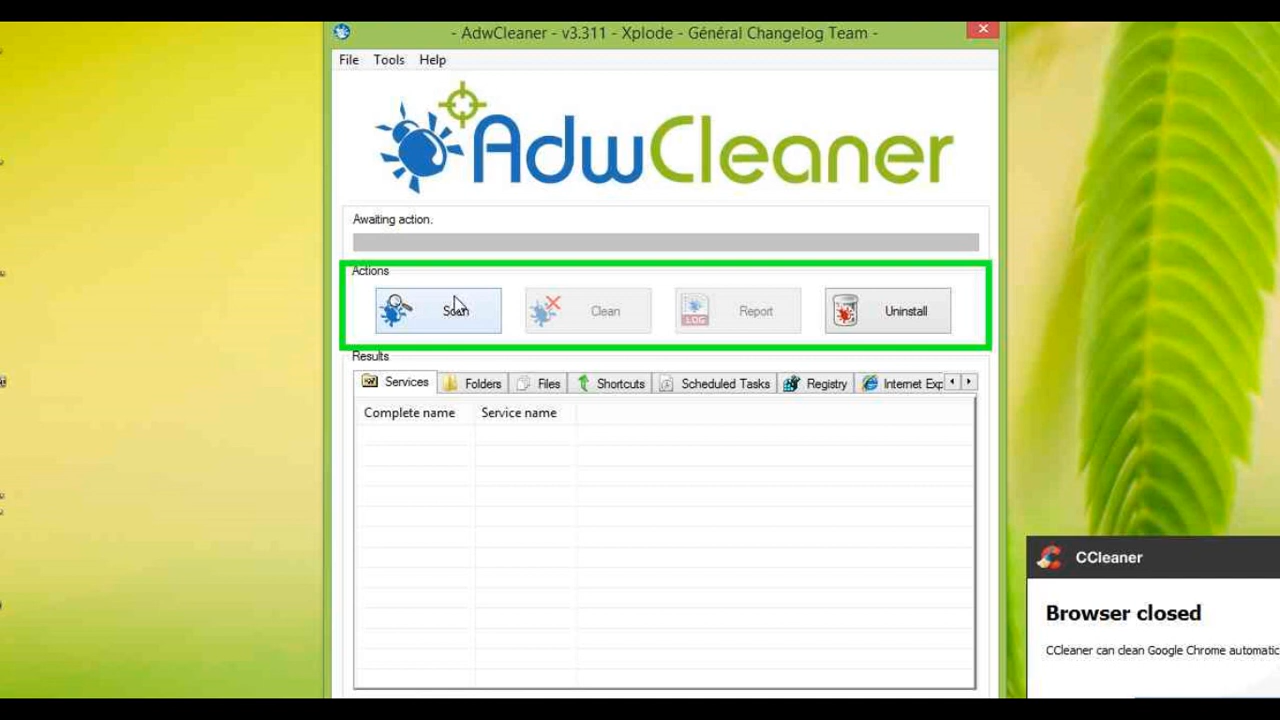 - AdwCleaner - v3.311 - Xplode - Général Changelog Team -
File Tools Help
AdwCleaner
Awaiting action.
Actions
Scan Clean Report Uninstall
LOG
Results
Services Folders Files Shortcuts Scheduled Tasks Registry Internet Exp
Complete name Service name
CCleaner
Browser closed
CCleaner can clean Google Chrome automatic